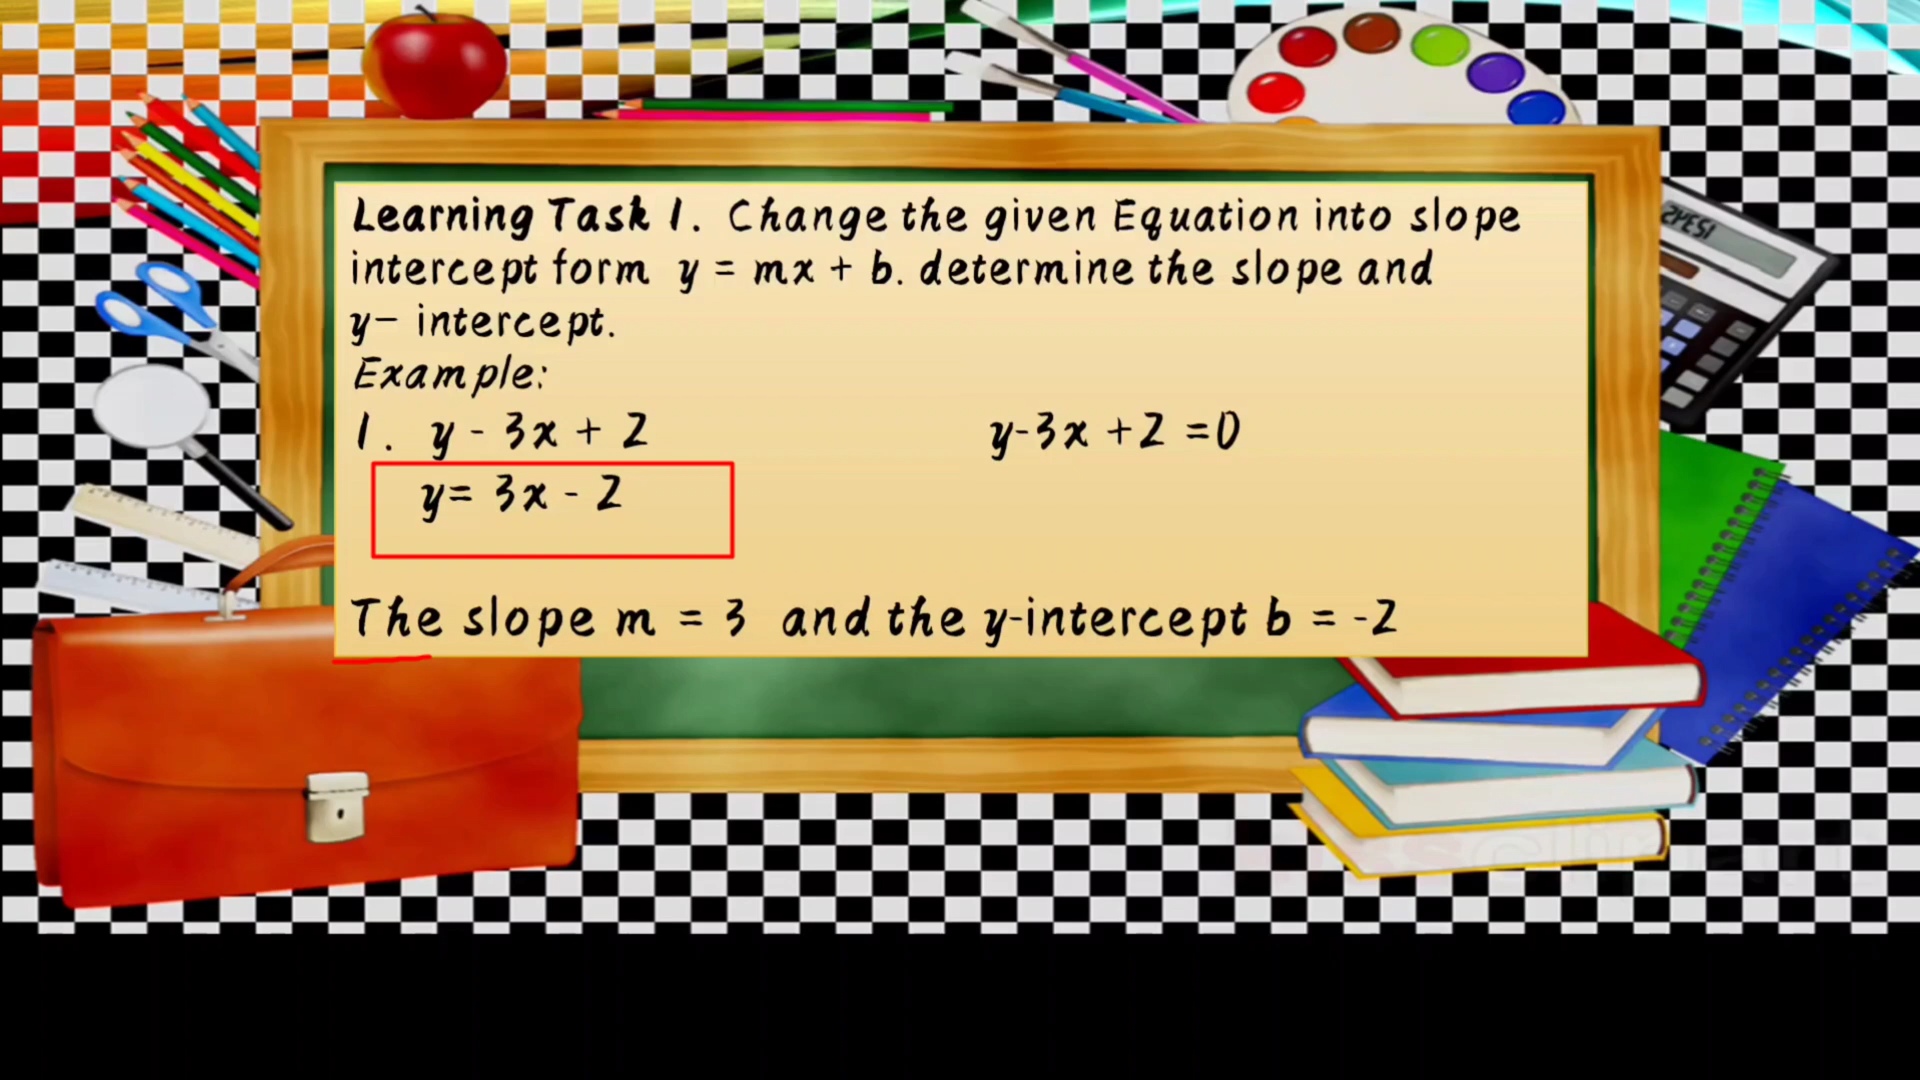 Learning Task 1. Change the given Equation into slope
intercept form y = mx + b. determine the slope and
y- intercept.
Example:
1. y - 3x + 2
y-3x +2 =0
y= 3x - 2
The slope m = 3 and the y-intercept b = -2